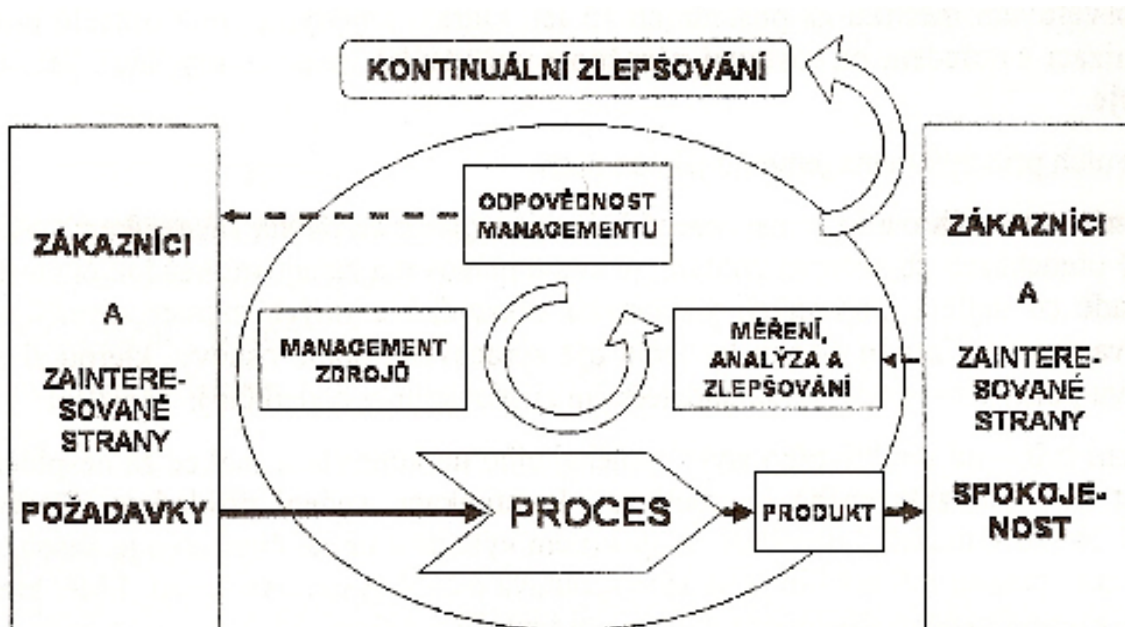 KONTINUÁLNÍ ZLEPŠOVÁNÍ
ZÁKAZNÍCI
A
ZAINTERE-
SOVANÉ
STRANY
POŽADAVKY
ODPOVĚDNOST
MANAGEMENTU
MANAGEMENT
ZDROJŮ
MĚŘENÍ,
ANALÝZA A
ZLEPŠOVÁNÍ
PROCES
PRODUKT
ZÁKAZNÍCI
A
ZAINTERE-
SOVANÉ
STRANY
SPOKOJE-
NOST